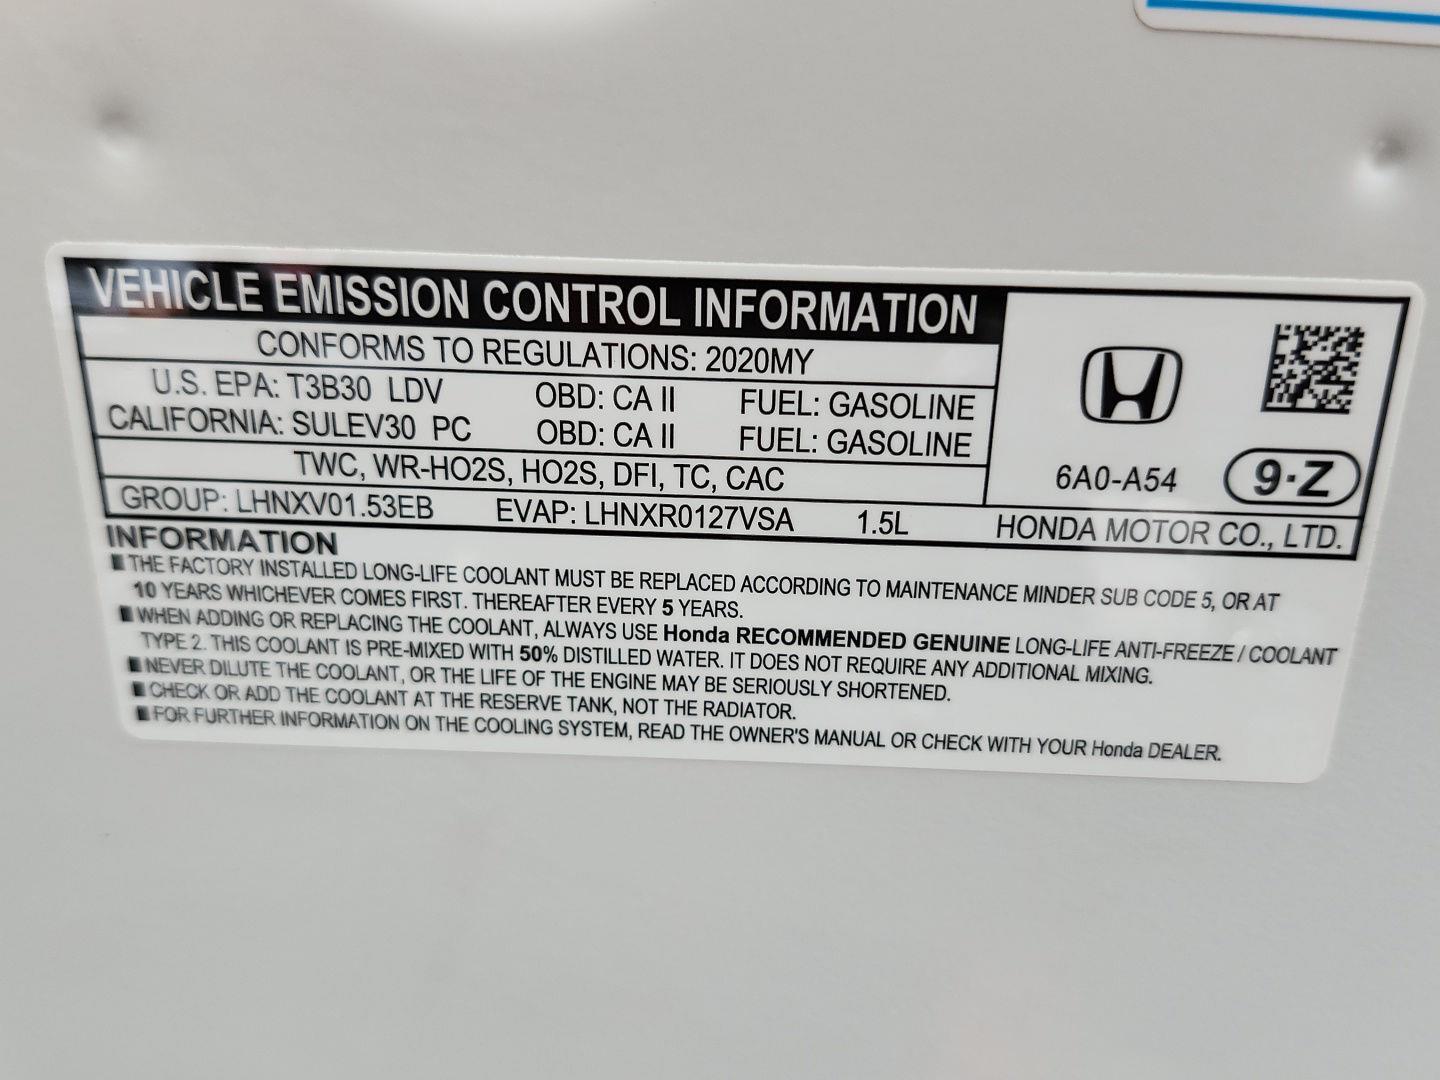 VEHICLE EMISSION CONTROL INFORMATION
CONFORMS TO REGULATIONS: 2020MY
U.S. EPA: T3B30 LDV OBD: CA II FUEL: GASOLINE
CALIFORNIA: SULEV30 PC OBD: CA II FUEL: GASOLINE
TWC, WR-HO2S, HO2S, DFI, TC, CAC
6A0-A54 9·Z
GROUP: LHNXV01.53EB EVAP: LHNXR0127VSA 1.5L HONDA MOTOR CO., LTD.
INFORMATION
■ THE FACTORY INSTALLED LONG-LIFE COOLANT MUST BE REPLACED ACCORDING TO MAINTENANCE MINDER SUB CODE 5, OR AT
10 YEARS WHICHEVER COMES FIRST. THEREAFTER EVERY 5 YEARS.
■ WHEN ADDING OR REPLACING THE COOLANT, ALWAYS USE Honda RECOMMENDED GENUINE LONG-LIFE ANTI-FREEZE / COOLANT
TYPE 2. THIS COOLANT IS PRE-MIXED WITH 50% DISTILLED WATER. IT DOES NOT REQUIRE ANY ADDITIONAL MIXING.
■ NEVER DILUTE THE COOLANT, OR THE LIFE OF THE ENGINE MAY BE SERIOUSLY SHORTENED.
■ CHECK OR ADD THE COOLANT AT THE RESERVE TANK, NOT THE RADIATOR.
■ FOR FURTHER INFORMATION ON THE COOLING SYSTEM, READ THE OWNER'S MANUAL OR CHECK WITH YOUR Honda DEALER.